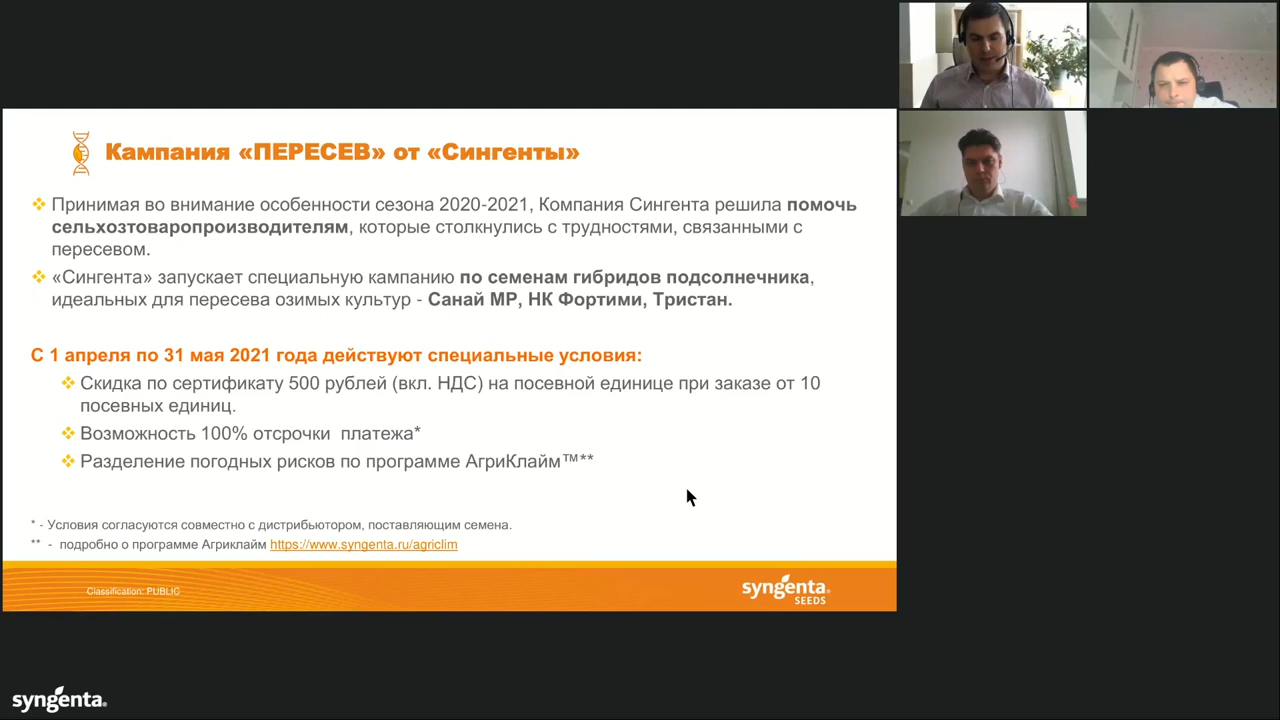 Кампания «ПЕРЕСЕВ» от «Сингенты»
Принимая во внимание особенности сезона 2020-2021, Компания Сингента решила помочь
сельхозтоваропроизводителям, которые столкнулись с трудностями, связанными с
пересевом.
«Сингента» запускает специальную кампанию по семенам гибридов подсолнечника,
идеальных для пересева озимых культур - Санай МР, НК Фортими, Тристан.
С 1 апреля по 31 мая 2021 года действуют специальные условия:
Скидка по сертификату 500 рублей (вкл. НДС) на посевной единице при заказе от 10
посевных единиц.
Возможность 100% отсрочки платежа*
Разделение погодных рисков по программе АгриКлайм™**
* - Условия согласуются совместно с дистрибьютором, поставляющим семена.
** - подробно о программе Агриклайм https://www.syngenta.ru/agriclim
Classification: PUBLIC
syngenta
SEEDS
syngenta